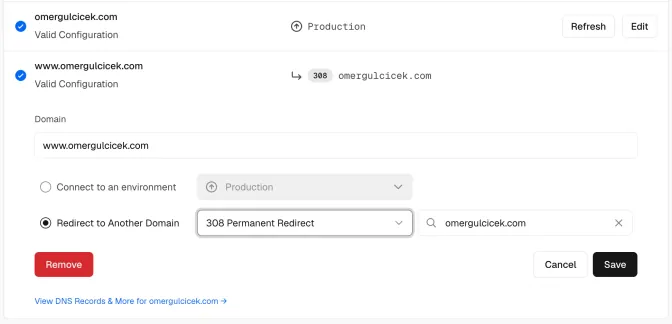 omergulcicek.com
Valid Configuration
Production
Refresh
Edit
www.omergulcicek.com
Valid Configuration
308 omergulcicek.com
Domain
www.omergulcicek.com
Connect to an environment
Production
Redirect to Another Domain
308 Permanent Redirect
omergulcicek.com
Remove
Cancel
Save
View DNS Records & More for omergulcicek.com →